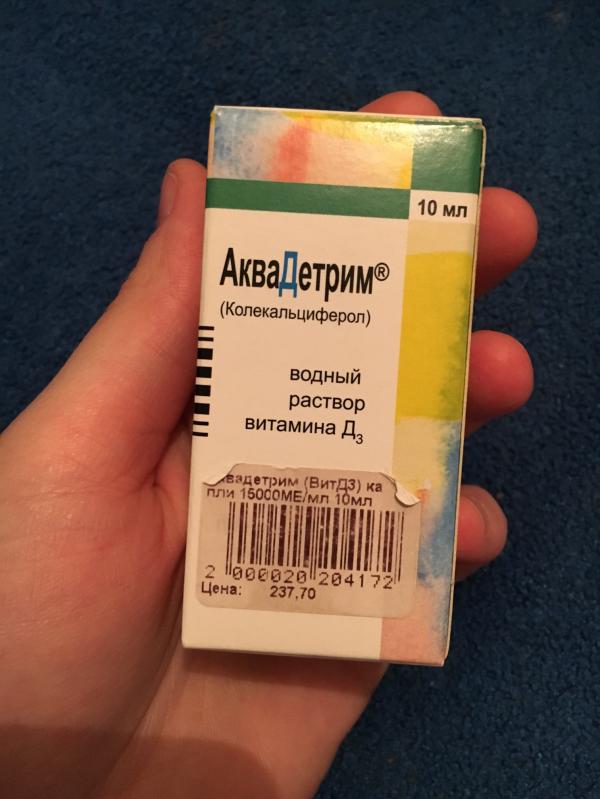 10 мл
АкваДетрим®
(Колекальциферол)
водный
раствор
витамина Д3
квадетрим (ВитД3) ка
пли 15000МЕ/мл 10мл
2 000020 204172
Цена: 237,70